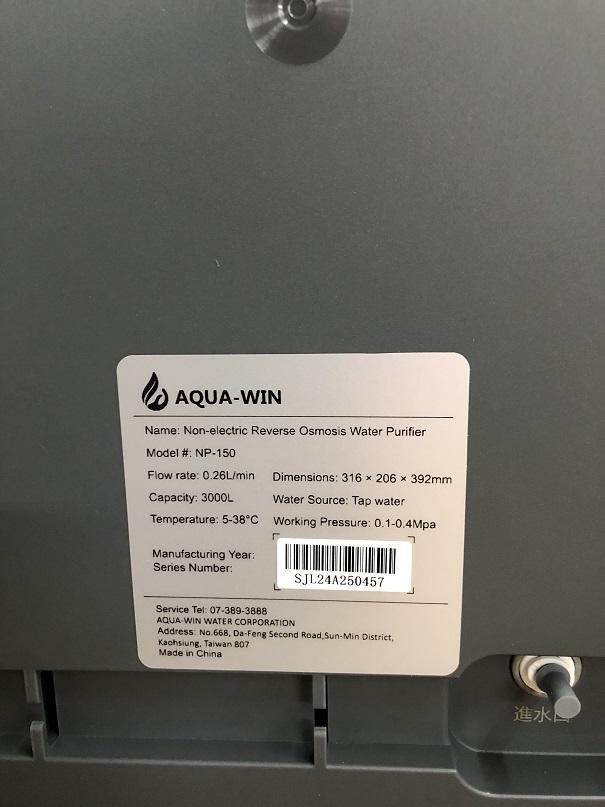 AQUA-WIN
Name: Non-electric Reverse Osmosis Water Purifier
Model #: NP-150
Flow rate: 0.26L/min Dimensions: 316 × 206 × 392mm
Capacity: 3000L Water Source: Tap water
Temperature: 5-38°C Working Pressure: 0.1-0.4Mpa
Manufacturing Year:
Series Number:
SJL24A250457
Service Tel: 07-389-3888
AQUA-WIN WATER CORPORATION
Address: No.668, Da-Feng Second Road,Sun-Min District,
Kaohsiung, Taiwan 807
Made in China
進水口